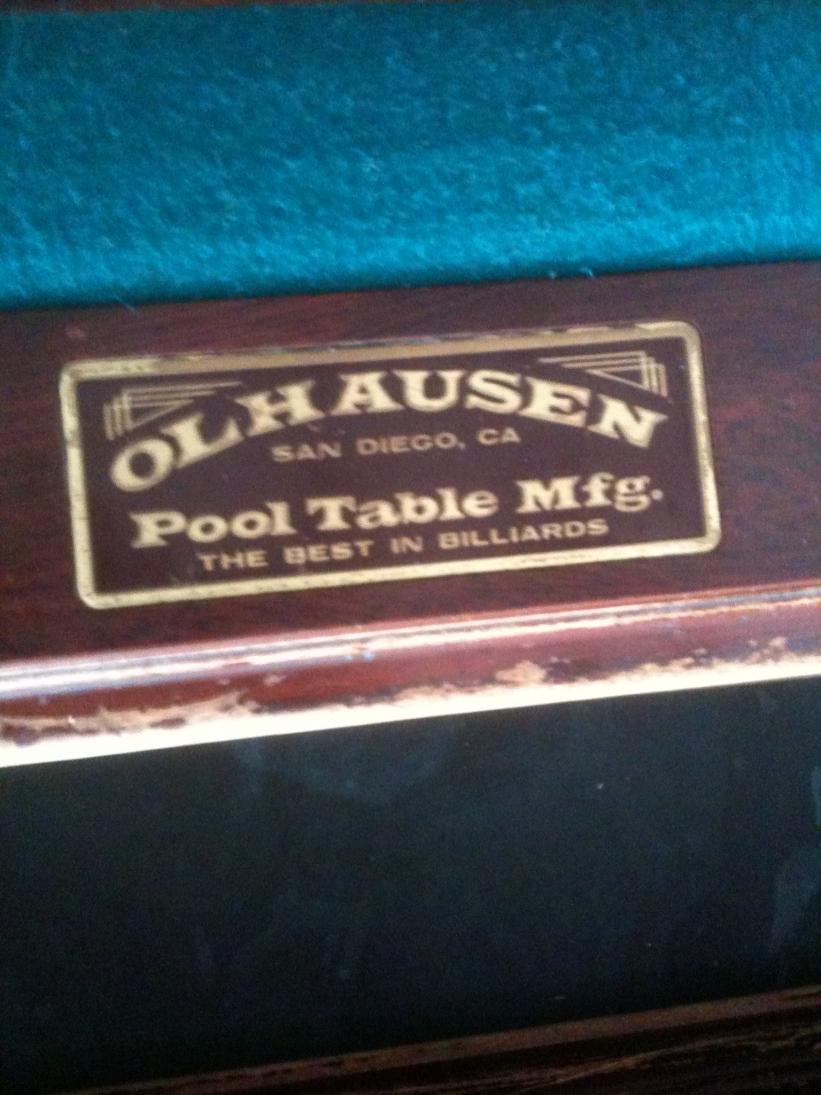 OLHAUSEN
SAN DIEGO, CA
Pool Table Mfg.
THE BEST IN BILLIARDS